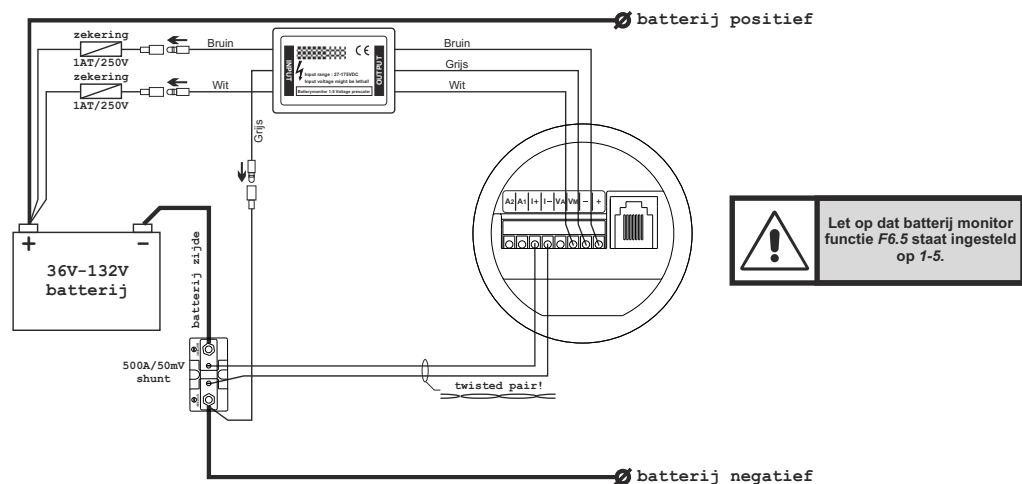 batterij positief
zekering
1AT/250V
Bruin
zekering
1AT/250V
Wit
INPUT
CE
Input range : 27-175VDC
Input voltage might be lethal!
Batterymonitor 1:5 Voltage prescaler
OUTPUT
Bruin
Grijs
Wit
Grijs
A2 A1 I+ I− VA VM − +
Let op dat batterij monitor
functie F6.5 staat ingesteld
op 1-5.
+ −
36V-132V
batterij
batterij zijde
500A/50mV
shunt
twisted pair!
batterij negatief